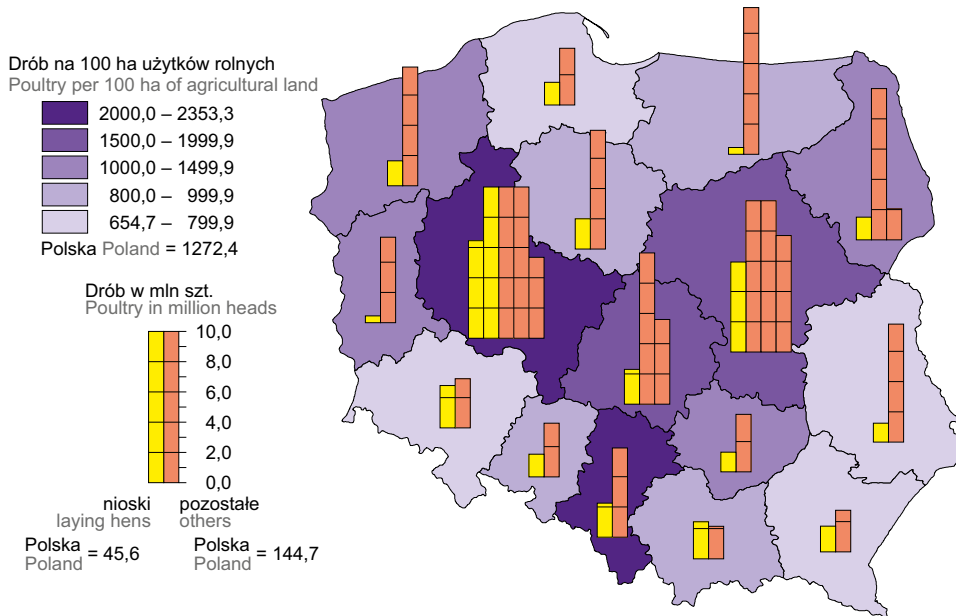 Drób na 100 ha użytków rolnych
Poultry per 100 ha of agricultural land
2000,0 – 2353,3
1500,0 – 1999,9
1000,0 – 1499,9
800,0 – 999,9
654,7 – 799,9
Polska Poland = 1272,4
Drób w mln szt.
Poultry in million heads
10,0
8,0
6,0
4,0
2,0
0,0
nioski pozostałe
laying hens others
Polska Poland = 45,6 Polska Poland = 144,7